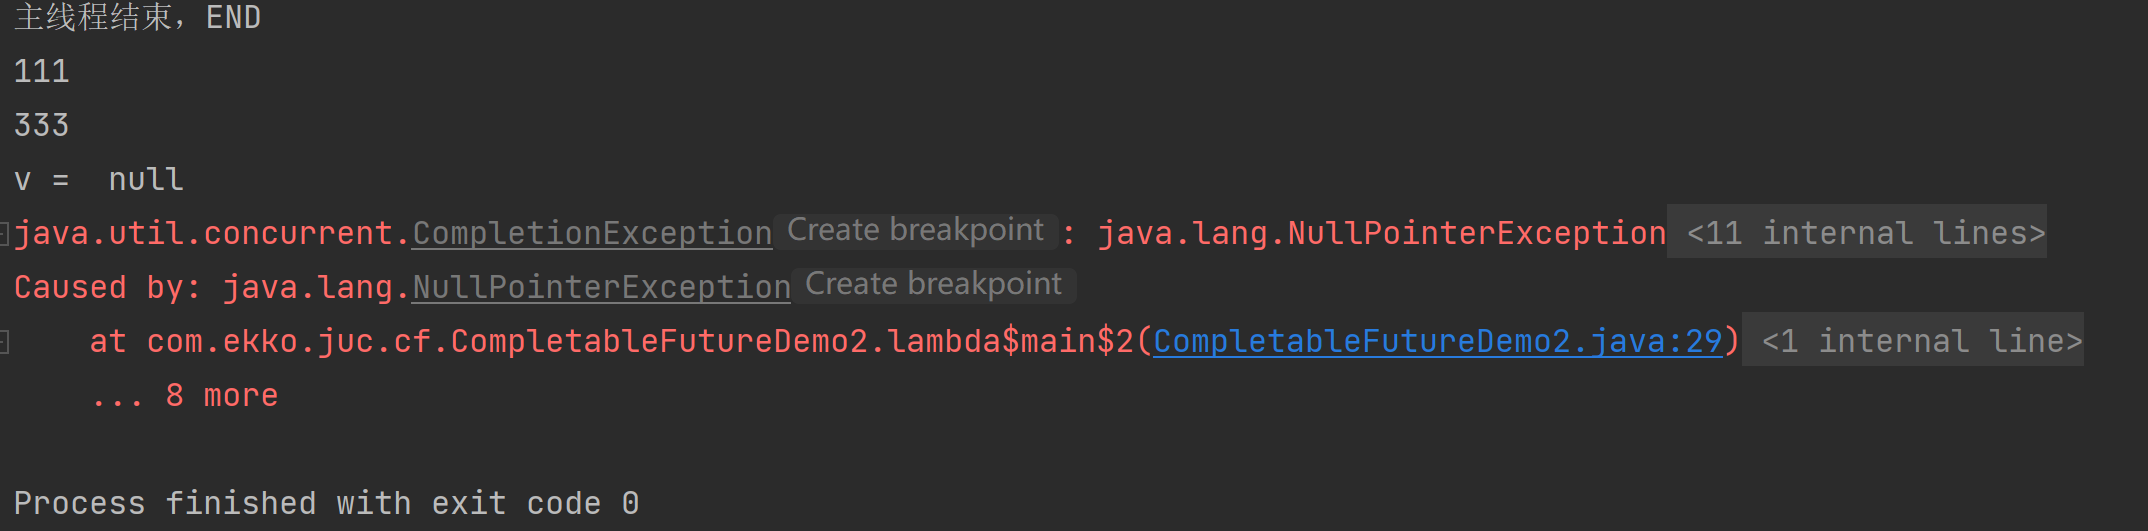 主线程结束，END
111
333
v =  null
java.util.concurrent.CompletionException Create breakpoint : java.lang.NullPointerException <11 internal lines>
Caused by: java.lang.NullPointerException Create breakpoint
at com.ekko.juc.cf.CompletableFutureDemo2.lambda$main$2(CompletableFutureDemo2.java:29) <1 internal line>
... 8 more
Process finished with exit code 0